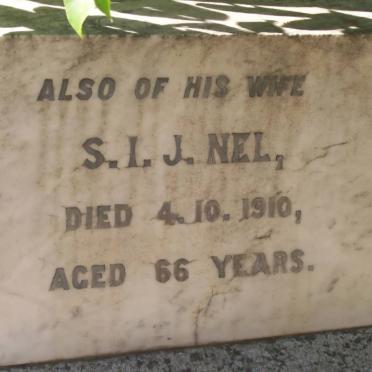 ALSO OF HIS WIFE
S. I. J. NEL,
DIED 4. 10. 1910,
AGED 66 YEARS.